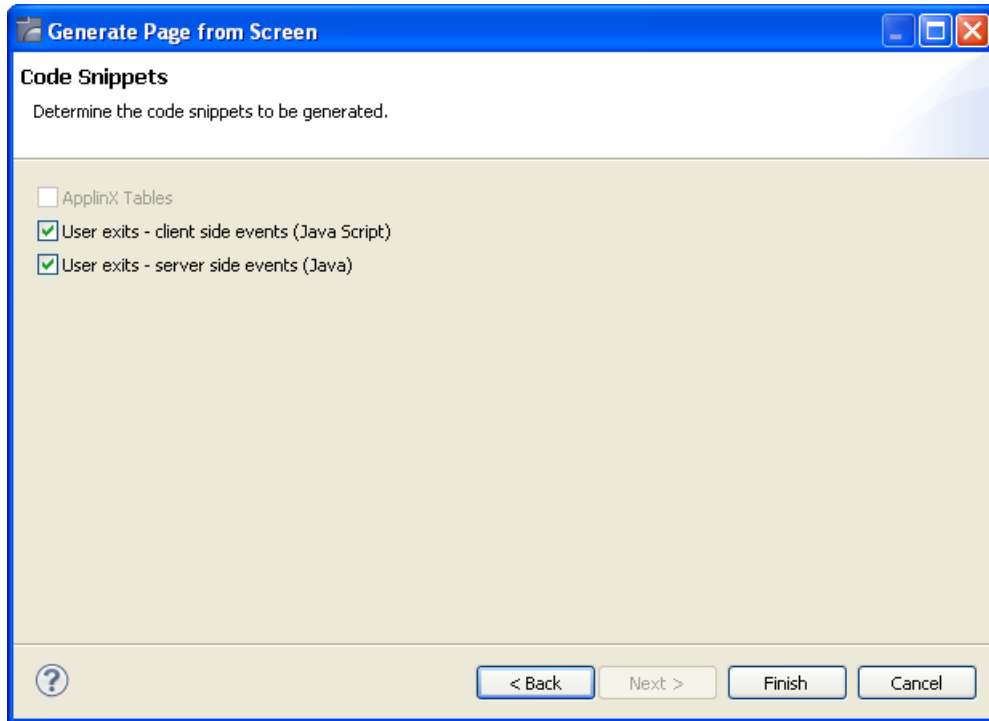 Generate Page from Screen
Code Snippets
Determine the code snippets to be generated.
ApplinX Tables
User exits - client side events (Java Script)
User exits - server side events (Java)
?
< Back
Next >
Finish
Cancel